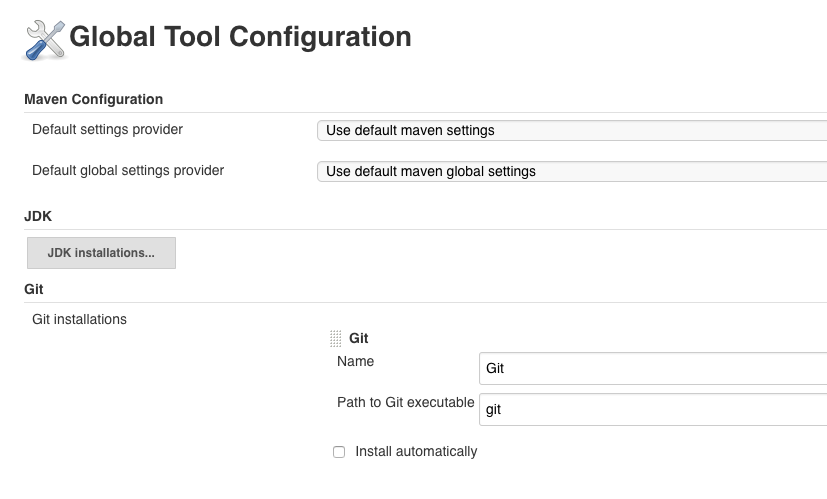 Global Tool Configuration
Maven Configuration
Default settings provider
Use default maven settings
Default global settings provider
Use default maven global settings
JDK
JDK installations...
Git
Git installations
Git
Name
Git
Path to Git executable
git
Install automatically